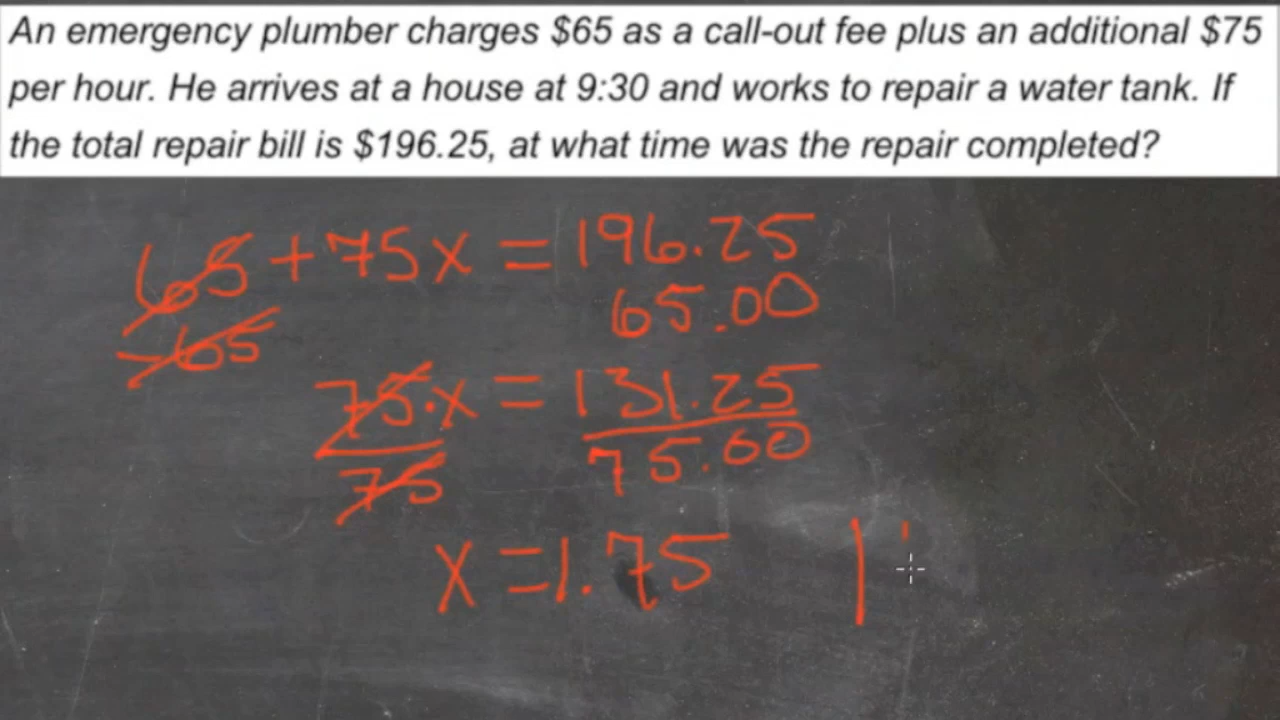 An emergency plumber charges $65 as a call-out fee plus an additional $75
per hour. He arrives at a house at 9:30 and works to repair a water tank. If
the total repair bill is $196.25, at what time was the repair completed?
65 + 75x = 196.25
-65 65.00
75·x = 131.25
75 75.00
x = 1.75 1